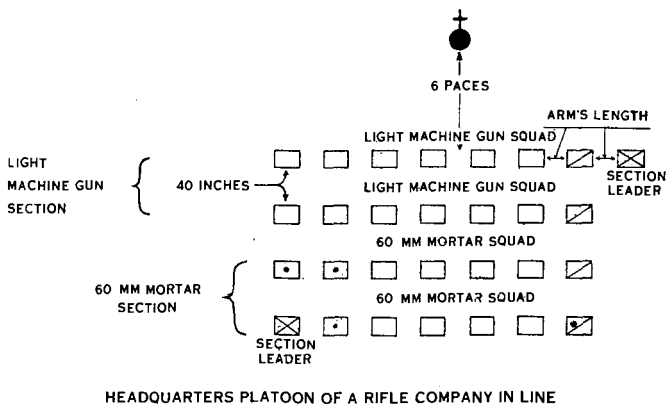 6 PACES
ARM'S LENGTH
LIGHT MACHINE GUN SQUAD
LIGHT
MACHINE GUN
SECTION
40 INCHES
SECTION
LEADER
LIGHT MACHINE GUN SQUAD
60 MM MORTAR SQUAD
60 MM MORTAR
SECTION
60 MM MORTAR SQUAD
SECTION
LEADER
HEADQUARTERS PLATOON OF A RIFLE COMPANY IN LINE